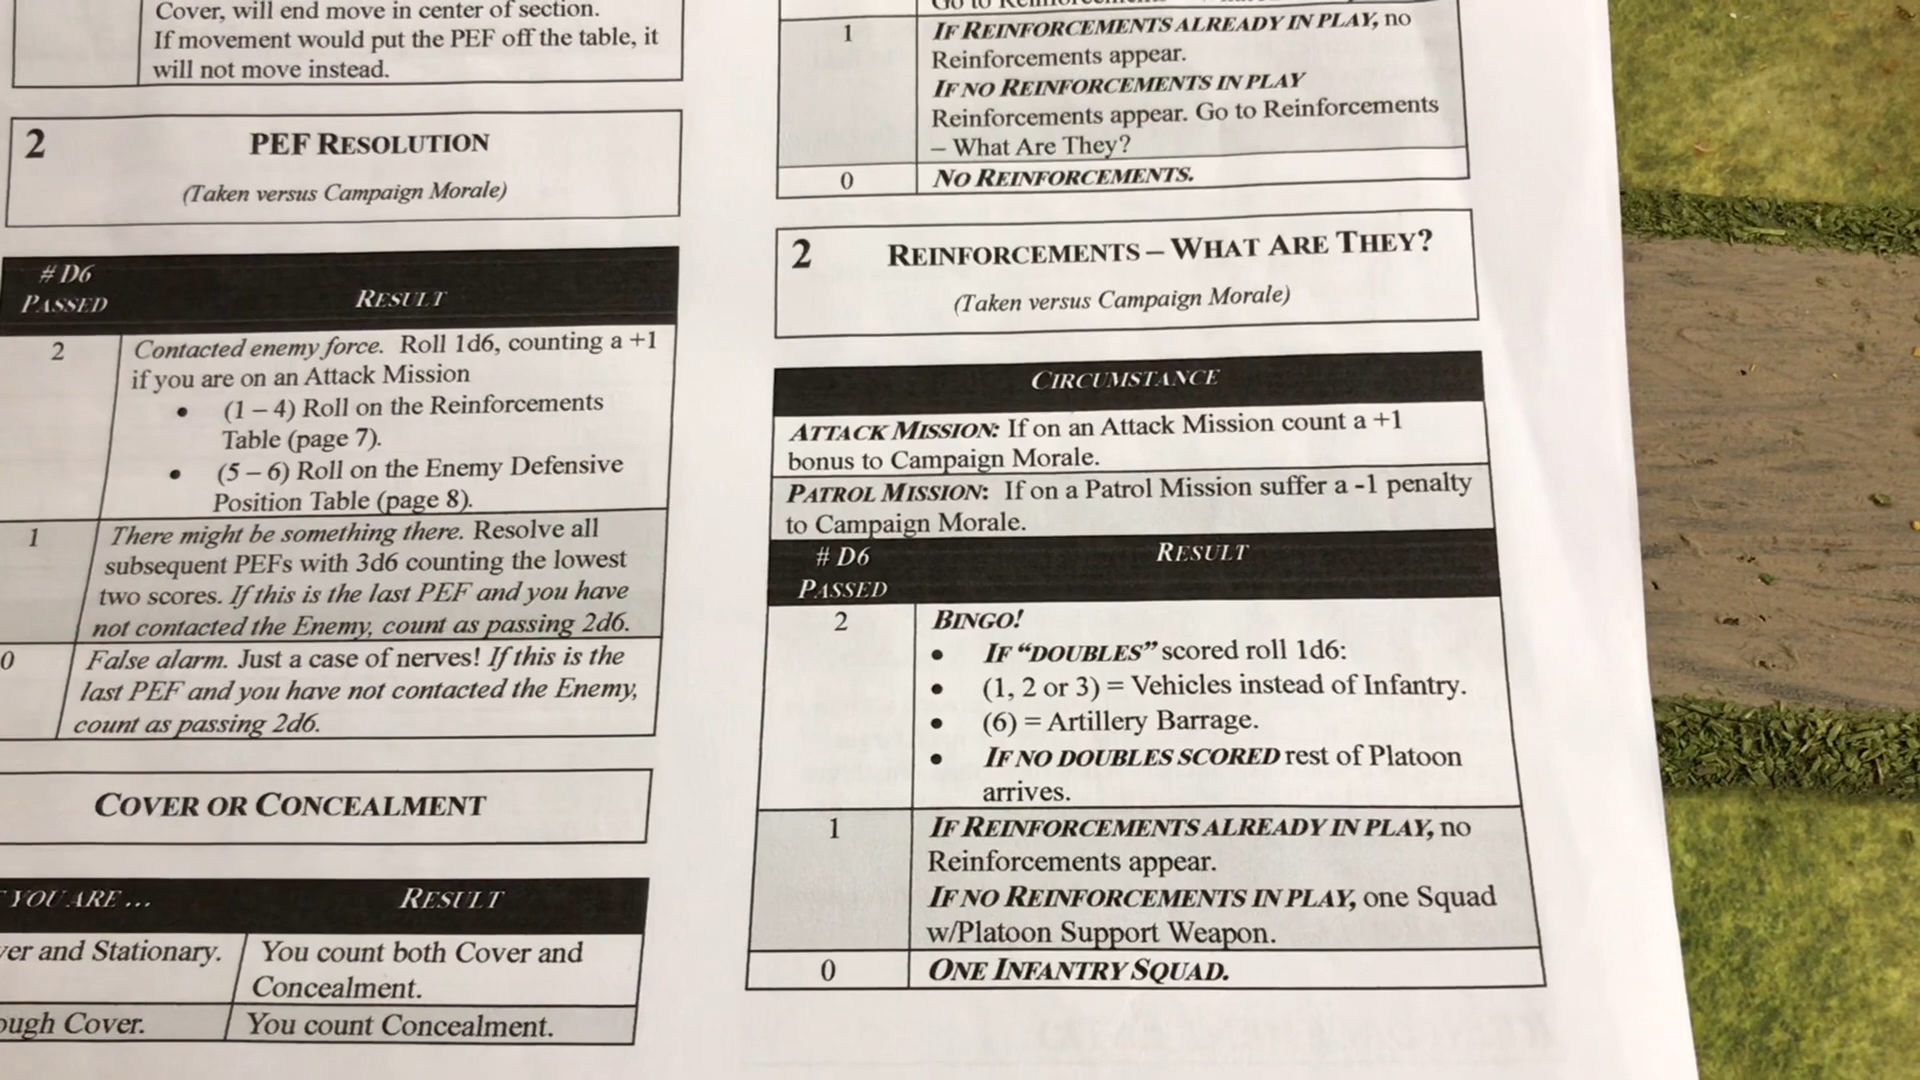 Cover, will end move in center of section.
If movement would put the PEF off the table, it
will not move instead.
2 PEF RESOLUTION
(Taken versus Campaign Morale)
# D6
PASSED RESULT
2 Contacted enemy force. Roll 1d6, counting a +1
if you are on an Attack Mission
• (1 – 4) Roll on the Reinforcements
Table (page 7).
• (5 – 6) Roll on the Enemy Defensive
Position Table (page 8).
1 There might be something there. Resolve all
subsequent PEFs with 3d6 counting the lowest
two scores. If this is the last PEF and you have
not contacted the Enemy, count as passing 2d6.
0 False alarm. Just a case of nerves! If this is the
last PEF and you have not contacted the Enemy,
count as passing 2d6.
COVER OR CONCEALMENT
YOU ARE ... RESULT
and Stationary. You count both Cover and
Concealment.
Cover. You count Concealment.
1 IF REINFORCEMENTS ALREADY IN PLAY, no
Reinforcements appear.
IF NO REINFORCEMENTS IN PLAY
Reinforcements appear. Go to Reinforcements
– What Are They?
0 NO REINFORCEMENTS.
2 REINFORCEMENTS – WHAT ARE THEY?
(Taken versus Campaign Morale)
CIRCUMSTANCE
ATTACK MISSION: If on an Attack Mission count a +1
bonus to Campaign Morale.
PATROL MISSION: If on a Patrol Mission suffer a -1 penalty
to Campaign Morale.
# D6 RESULT
PASSED
2 BINGO!
• IF “DOUBLES” scored roll 1d6:
• (1, 2 or 3) = Vehicles instead of Infantry.
• (6) = Artillery Barrage.
• IF NO DOUBLES SCORED rest of Platoon
arrives.
1 IF REINFORCEMENTS ALREADY IN PLAY, no
Reinforcements appear.
IF NO REINFORCEMENTS IN PLAY, one Squad
w/Platoon Support Weapon.
0 ONE INFANTRY SQUAD.